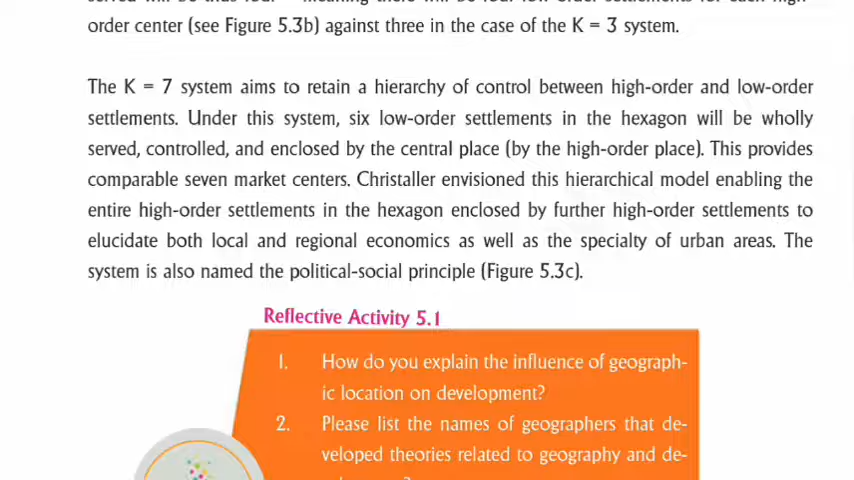 order center (see Figure 5.3b) against three in the case of the K = 3 system.
The K = 7 system aims to retain a hierarchy of control between high-order and low-order
settlements. Under this system, six low-order settlements in the hexagon will be wholly
served, controlled, and enclosed by the central place (by the high-order place). This provides
comparable seven market centers. Christaller envisioned this hierarchical model enabling the
entire high-order settlements in the hexagon enclosed by further high-order settlements to
elucidate both local and regional economics as well as the specialty of urban areas. The
system is also named the political-social principle (Figure 5.3c).
Reflective Activity 5.1
1. How do you explain the influence of geograph-
ic location on development?
2. Please list the names of geographers that de-
veloped theories related to geography and de-